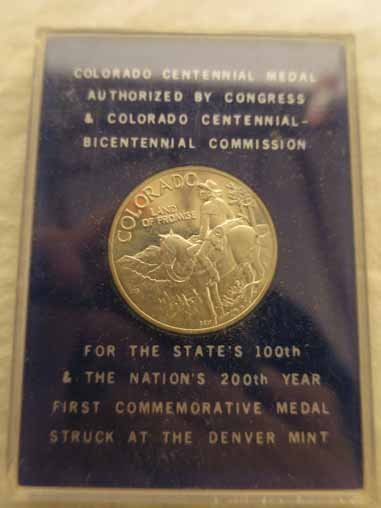 COLORADO CENTENNIAL MEDAL
AUTHORIZED BY CONGRESS
& COLORADO CENTENNIAL-
BICENTENNIAL COMMISSION
COLORADO
LAND
OF PROMISE
FOR THE STATE'S 100th
& THE NATION'S 200th YEAR
FIRST COMMEMORATIVE MEDAL
STRUCK AT THE DENVER MINT